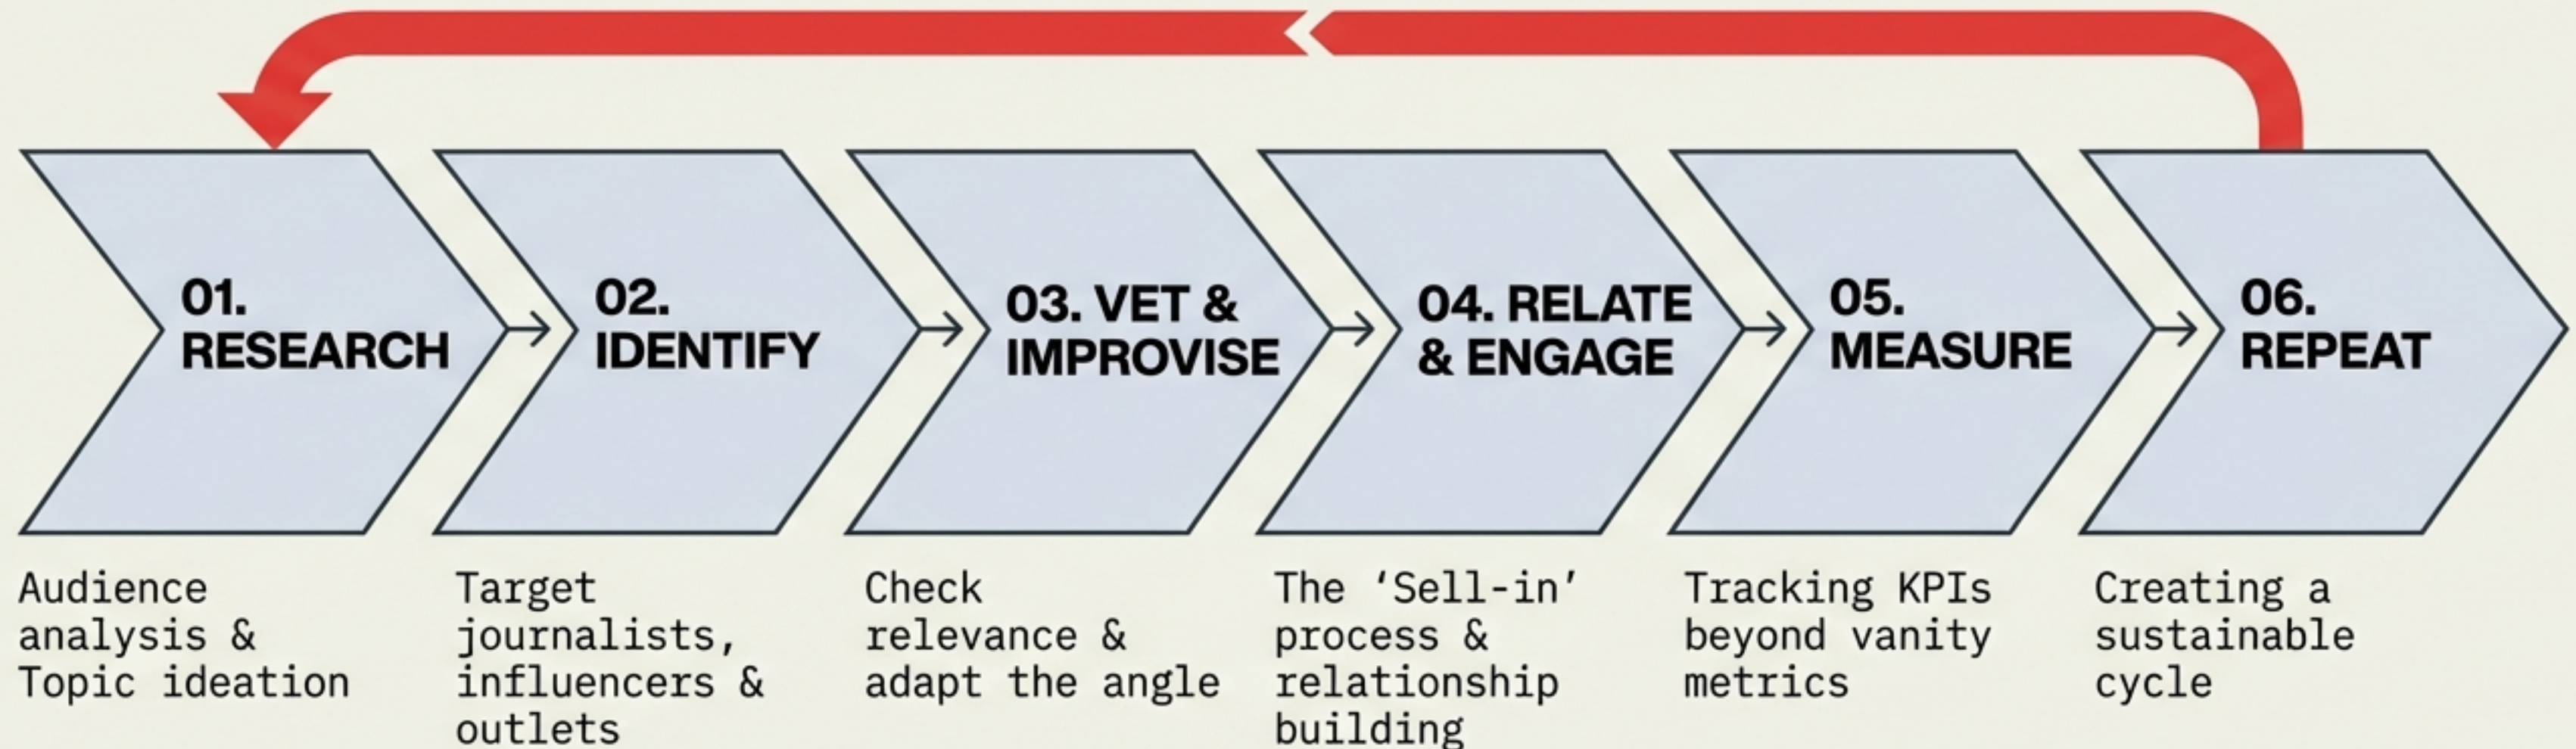 01.
RESEARCH
02.
IDENTIFY
03. VET &
IMPROVISE
04. RELATE
& ENGAGE
05.
MEASURE
06.
REPEAT
Audience
analysis &
Topic ideation
Target
journalists,
influencers &
outlets
Check
relevance &
adapt the angle
The ‘Sell-in’
process &
relationship
building
Tracking KPIs
beyond vanity
metrics
Creating a
sustainable
cycle